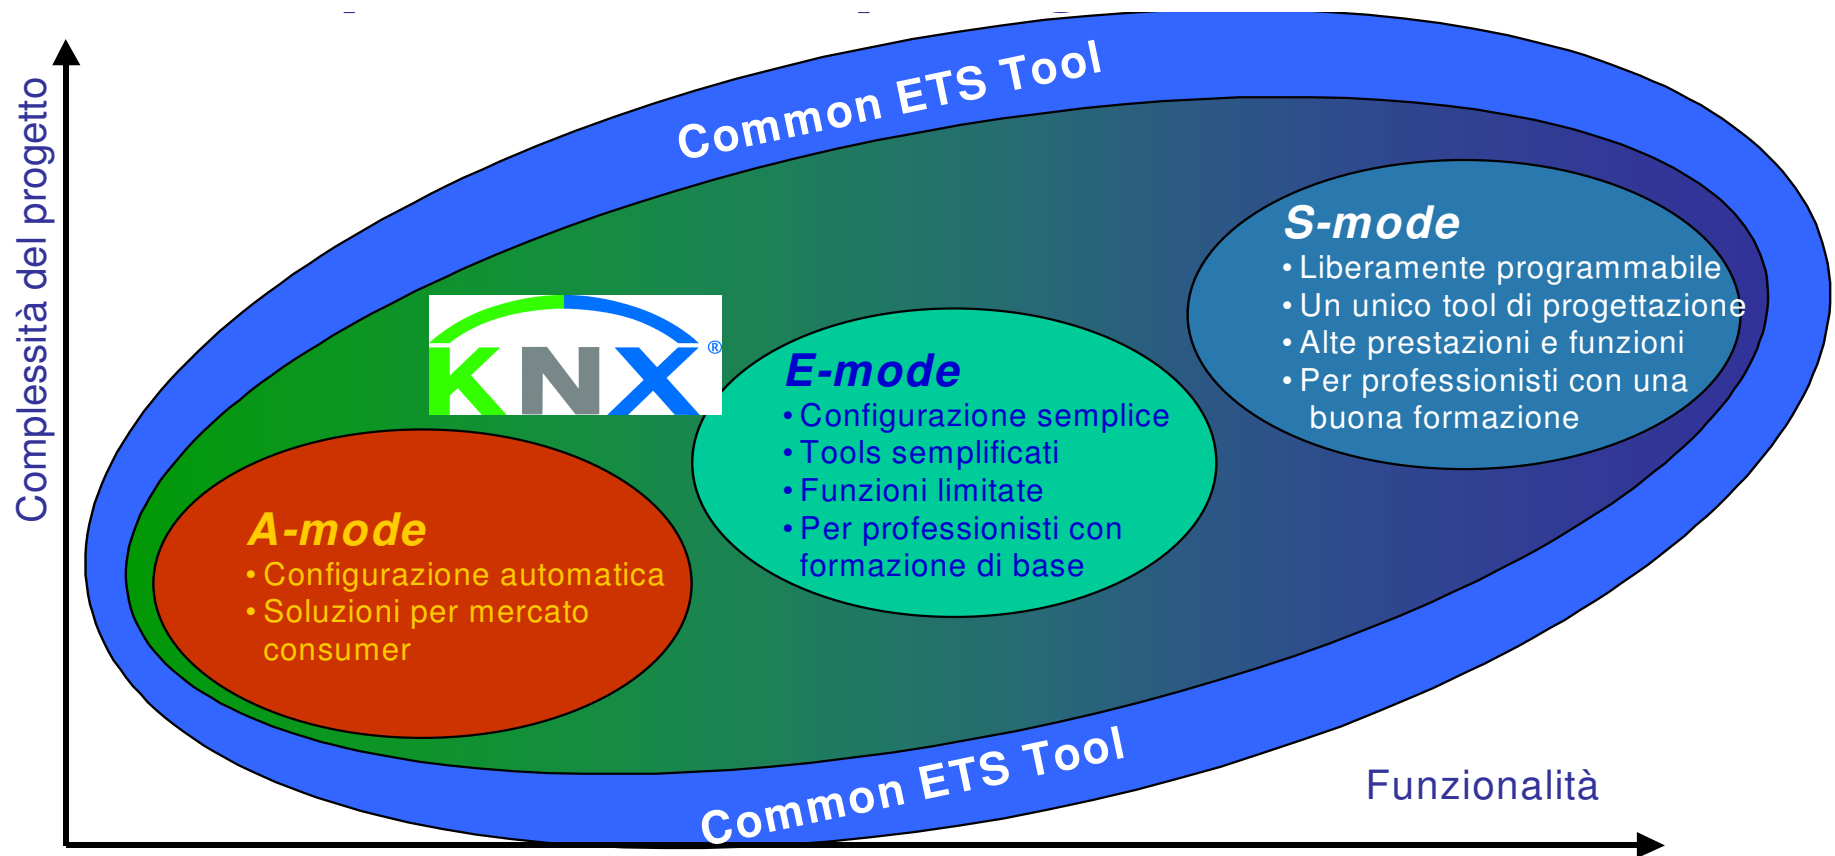 Common ETS Tool
Complessità del progetto
S-mode
• Liberamente programmabile
• Un unico tool di progettazione
• Alte prestazioni e funzioni
• Per professionisti con una
buona formazione
KNX®
E-mode
• Configurazione semplice
• Tools semplificati
• Funzioni limitate
• Per professionisti con
formazione di base
A-mode
• Configurazione automatica
• Soluzioni per mercato
consumer
Common ETS Tool
Funzionalità